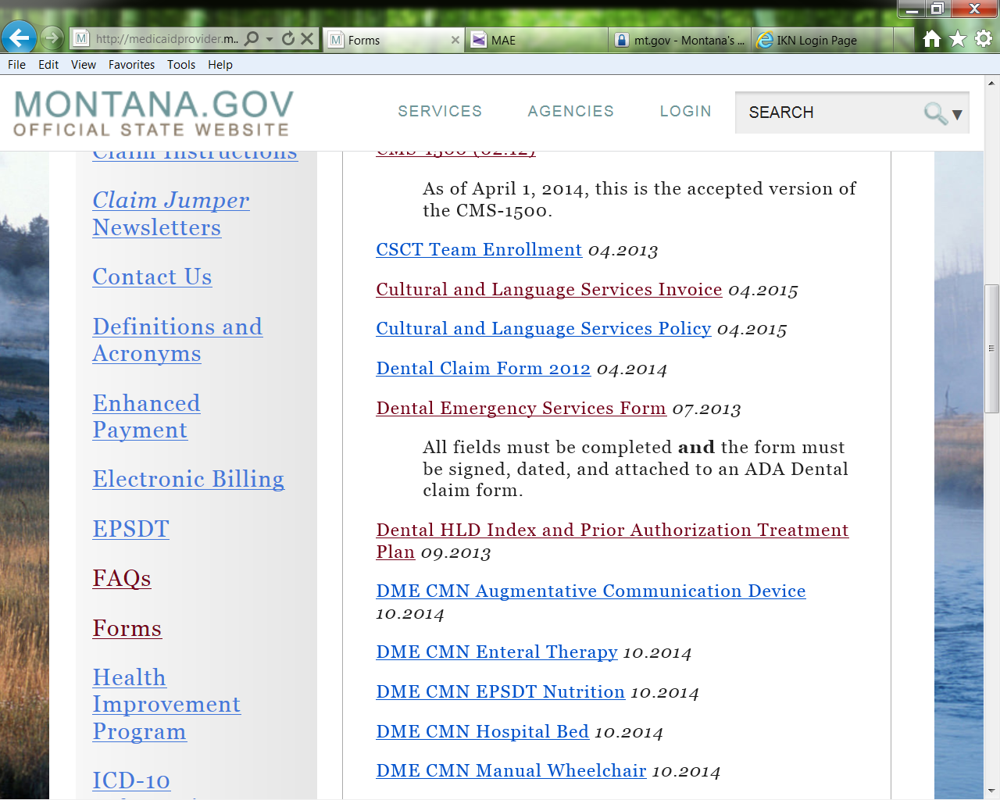 http://medicaidprovider.m...
Forms
MAE
mt.gov - Montana's ...
IKN Login Page
File Edit View Favorites Tools Help
MONTANA.GOV
OFFICIAL STATE WEBSITE
SERVICES
AGENCIES
LOGIN
SEARCH
Claim Instructions
Claim Jumper
Newsletters
Contact Us
Definitions and
Acronyms
Enhanced
Payment
Electronic Billing
EPSDT
FAQs
Forms
Health
Improvement
Program
ICD-10
CMS-1500 (02.12)
As of April 1, 2014, this is the accepted version of
the CMS-1500.
CSCT Team Enrollment 04.2013
Cultural and Language Services Invoice 04.2015
Cultural and Language Services Policy 04.2015
Dental Claim Form 2012 04.2014
Dental Emergency Services Form 07.2013
All fields must be completed and the form must
be signed, dated, and attached to an ADA Dental
claim form.
Dental HLD Index and Prior Authorization Treatment
Plan 09.2013
DME CMN Augmentative Communication Device
10.2014
DME CMN Enteral Therapy 10.2014
DME CMN EPSDT Nutrition 10.2014
DME CMN Hospital Bed 10.2014
DME CMN Manual Wheelchair 10.2014